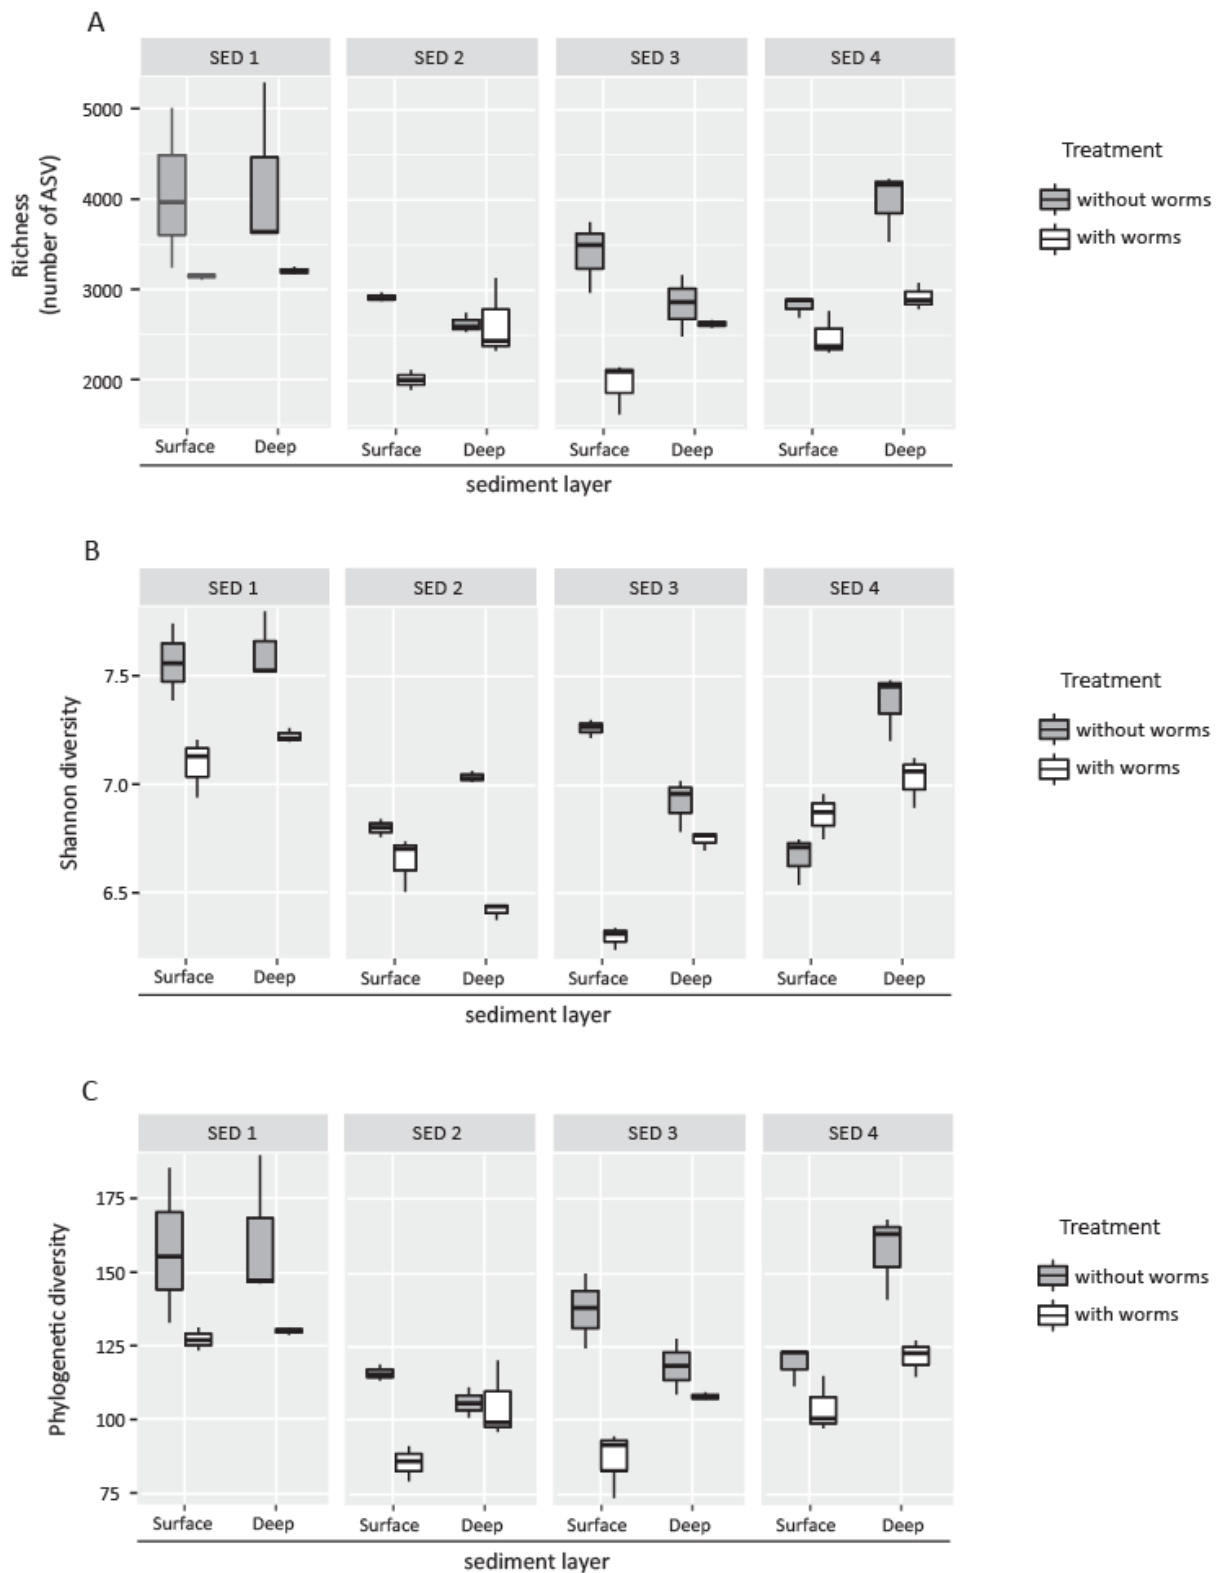 A
SED 1 SED 2 SED 3 SED 4
5000
4000
3000
2000
Richness
(number of ASV)
Surface Deep Surface Deep Surface Deep Surface Deep
sediment layer
Treatment
without worms
with worms
B
SED 1 SED 2 SED 3 SED 4
7.5
7.0
6.5
Shannon diversity
Surface Deep Surface Deep Surface Deep Surface Deep
sediment layer
Treatment
without worms
with worms
C
SED 1 SED 2 SED 3 SED 4
175
150
125
100
75
Phylogenetic diversity
Surface Deep Surface Deep Surface Deep Surface Deep
sediment layer
Treatment
without worms
with worms